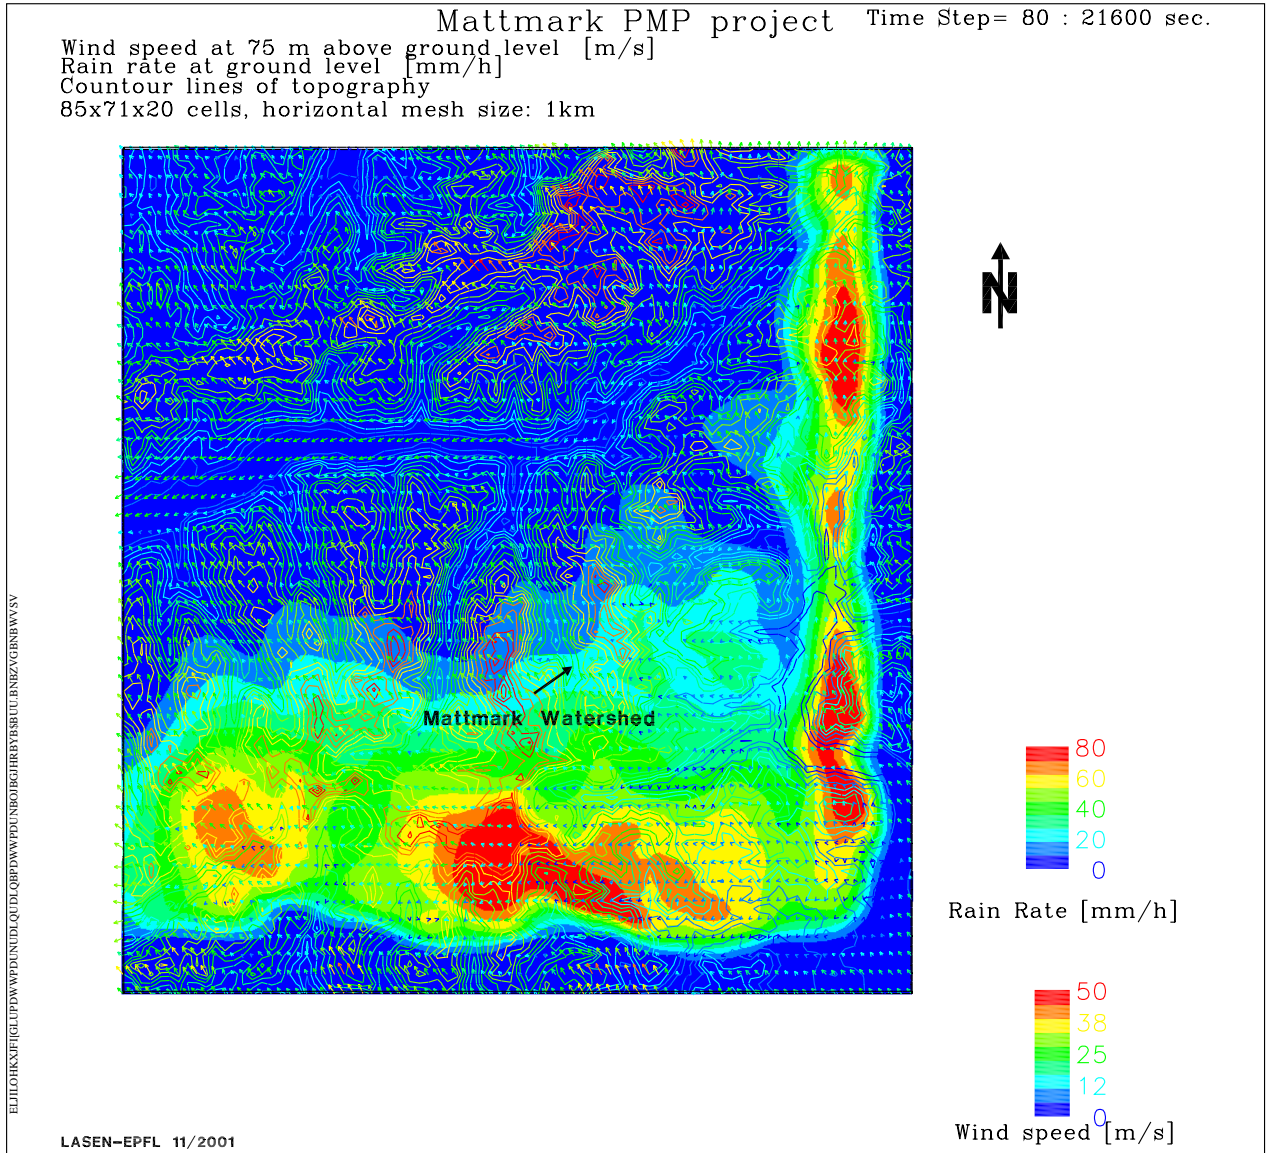 Mattmark PMP project
Time Step= 80 : 21600 sec.
Wind speed at 75 m above ground level [m/s]
Rain rate at ground level [mm/h]
Countour lines of topography
85x71x20 cells, horizontal mesh size: 1km
N
Mattmark Watershed
80
60
40
20
0
Rain Rate [mm/h]
50
38
25
12
0
Wind speed [m/s]
LASEN-EPFL 11/2001